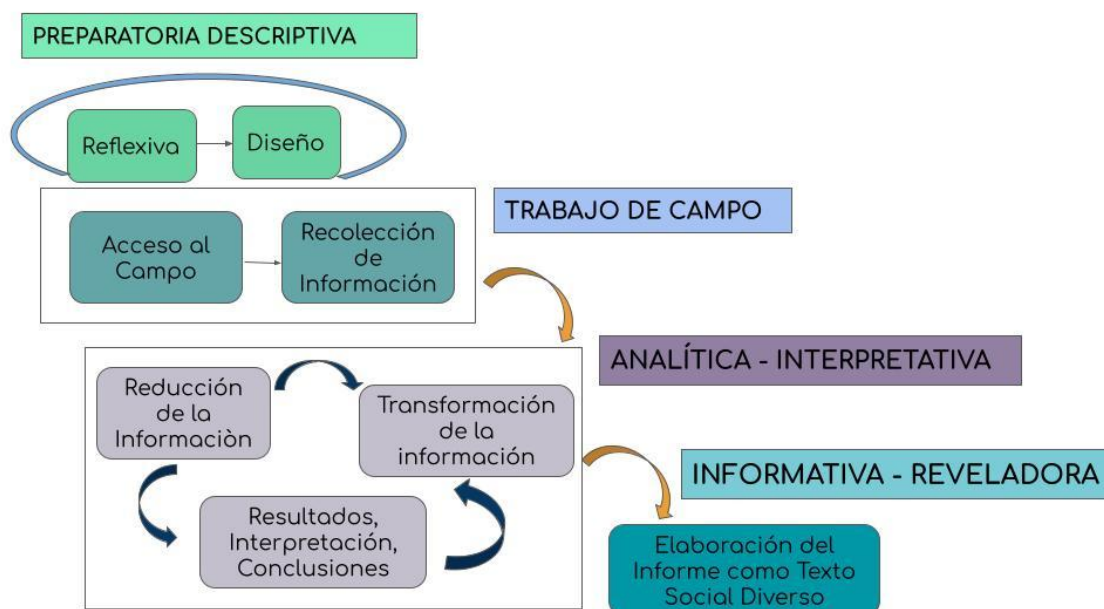 PREPARATORIA DESCRIPTIVA
Reflexiva
Diseño
TRABAJO DE CAMPO
Acceso al
Campo
Recolección
de
Información
ANALÍTICA - INTERPRETATIVA
Reducción
de la
Informaciòn
Transformación
de la
información
Resultados,
Interpretación,
Conclusiones
INFORMATIVA - REVELADORA
Elaboración del
Informe como Texto
Social Diverso